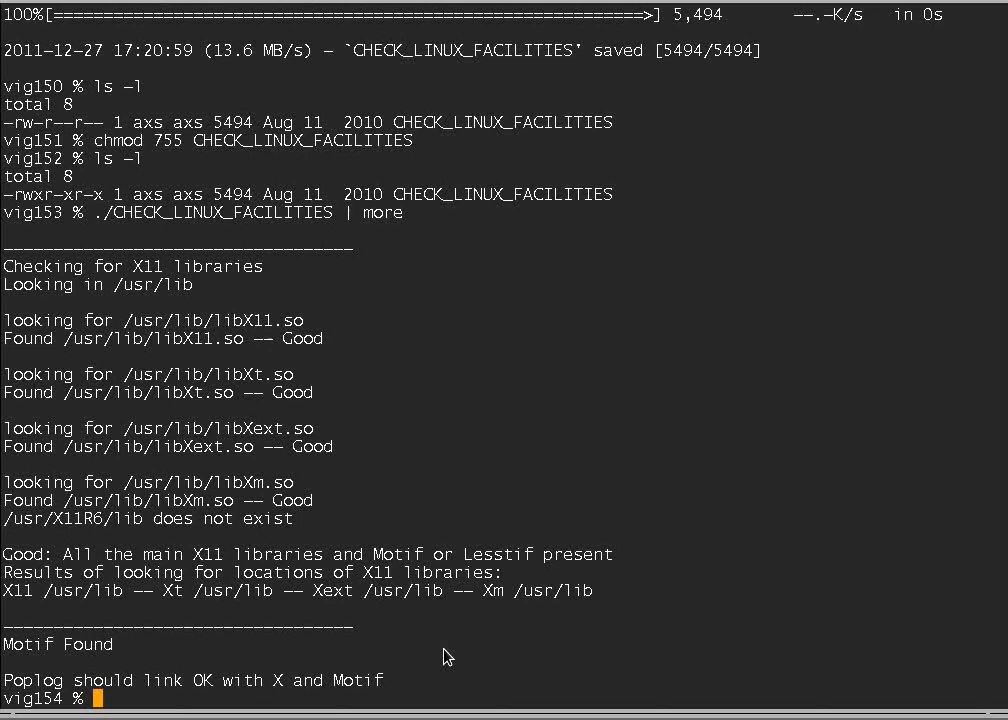 100%[===========================================================>] 5,494       --.-K/s   in 0s
2011-12-27 17:20:59 (13.6 MB/s) - `CHECK_LINUX_FACILITIES' saved [5494/5494]
vig150 % ls -l
total 8
-rw-r--r-- 1 axs axs 5494 Aug 11  2010 CHECK_LINUX_FACILITIES
vig151 % chmod 755 CHECK_LINUX_FACILITIES
vig152 % ls -l
total 8
-rwxr-xr-x 1 axs axs 5494 Aug 11  2010 CHECK_LINUX_FACILITIES
vig153 % ./CHECK_LINUX_FACILITIES | more
___________________________________
Checking for X11 libraries
Looking in /usr/lib
looking for /usr/lib/libX11.so
Found /usr/lib/libX11.so -- Good
looking for /usr/lib/libXt.so
Found /usr/lib/libXt.so -- Good
looking for /usr/lib/libXext.so
Found /usr/lib/libXext.so -- Good
looking for /usr/lib/libXm.so
Found /usr/lib/libXm.so -- Good
/usr/X11R6/lib does not exist
Good: All the main X11 libraries and Motif or Lesstif present
Results of looking for locations of X11 libraries:
X11 /usr/lib -- Xt /usr/lib -- Xext /usr/lib -- Xm /usr/lib
___________________________________
Motif Found
Poplog should link OK with X and Motif
vig154 %